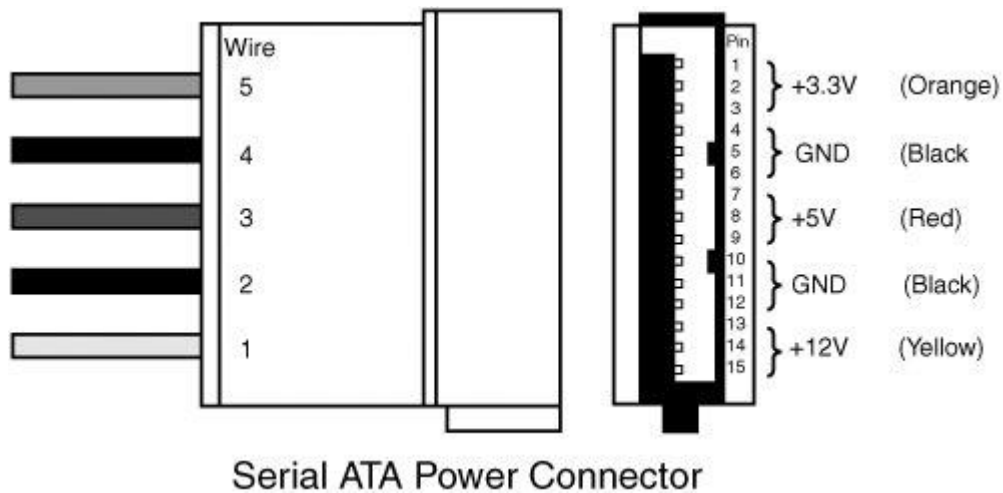 Wire
5
4
3
2
1
Pin
1
2
3
4
5
6
7
8
9
10
11
12
13
14
15
+3.3V (Orange)
GND (Black
+5V (Red)
GND (Black)
+12V (Yellow)
Serial ATA Power Connector